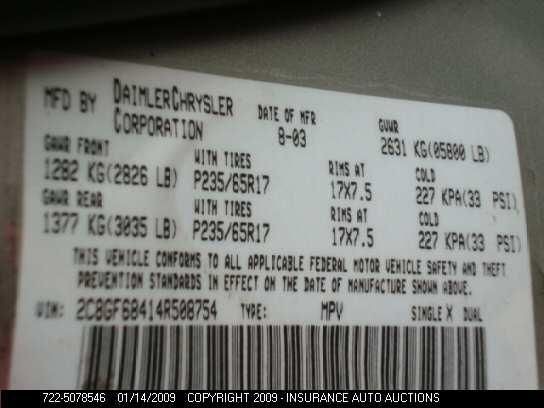 MFD BY DAIMLERCHRYSLER CORPORATION DATE OF MFR 8-03 GVWR 2631 KG(05800 LB)
GAWR FRONT WITH TIRES RIMS AT COLD
1282 KG(2826 LB) P235/65R17 17X7.5 227 KPA(33 PSI)
GAWR REAR WITH TIRES RIMS AT COLD
1377 KG(3035 LB) P235/65R17 17X7.5 227 KPA(33 PSI)
THIS VEHICLE CONFORMS TO ALL APPLICABLE FEDERAL MOTOR VEHICLE SAFETY AND THEFT
PREVENTION STANDARDS IN EFFECT ON THE DATE OF MANUFACTURE SHOWN ABOVE.
VIN: 2C8GF68414R508754 TYPE: MPV SINGLE X DUAL
722-5078546 01/14/2009 COPYRIGHT 2009 - INSURANCE AUTO AUCTIONS